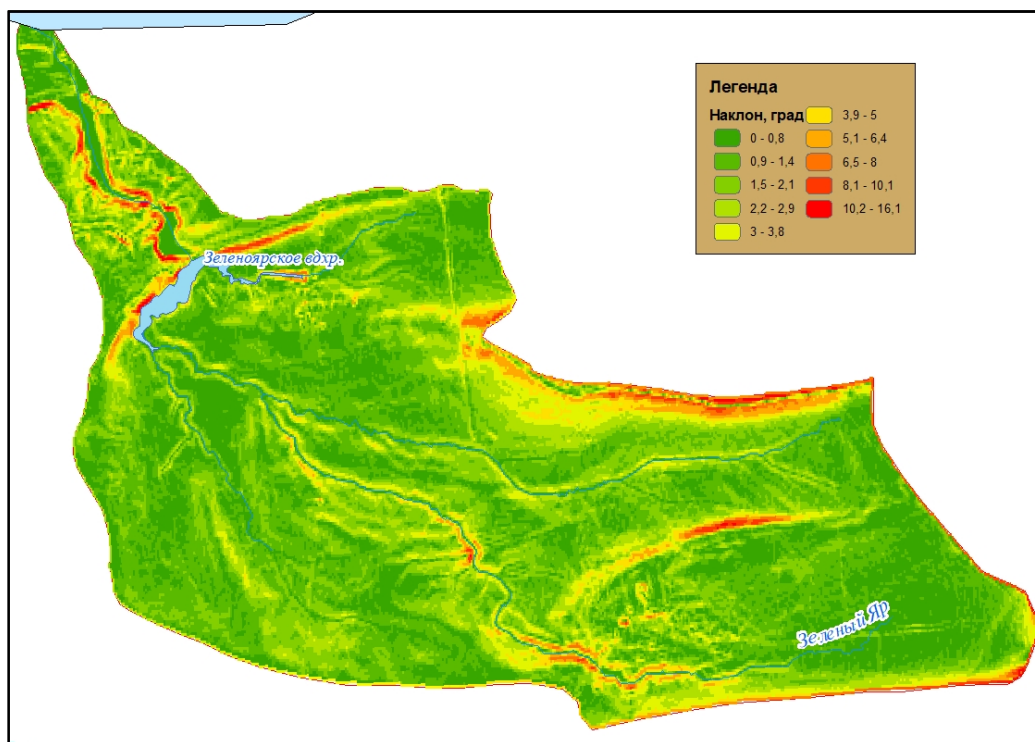 Легенда
Наклон, град
0 - 0,8
0,9 - 1,4
1,5 - 2,1
2,2 - 2,9
3 - 3,8
3,9 - 5
5,1 - 6,4
6,5 - 8
8,1 - 10,1
10,2 - 16,1
Зеленоярское вдхр.
Зеленый Яр